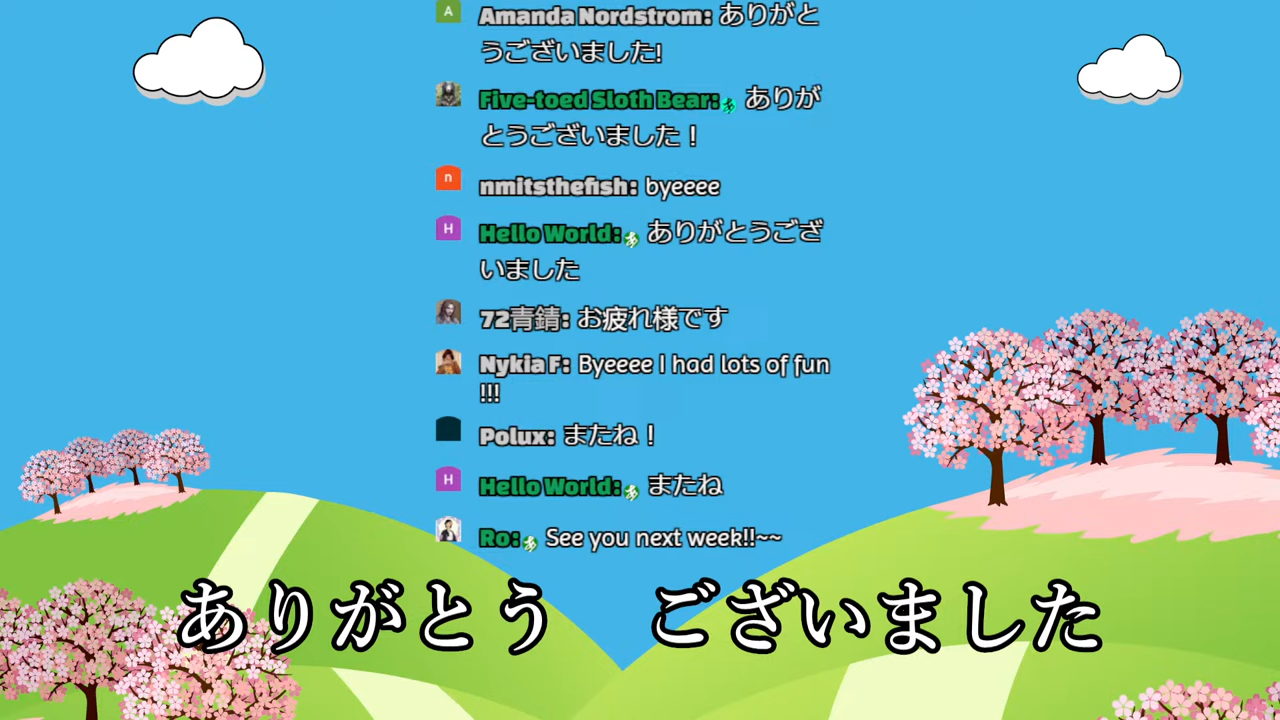 A Amanda Nordstrom: ありがと
うございました!
Five-toed Sloth Bear: ありが
とうございました！
n nmitsthefish: byeeee
H Hello World: ありがとうござ
いました
72青錆: お疲れ様です
Nykia F: Byeeee I had lots of fun
!!!
Polux: またね！
H Hello World: またね
Ro: See you next week!!~~
ありがとう ございました